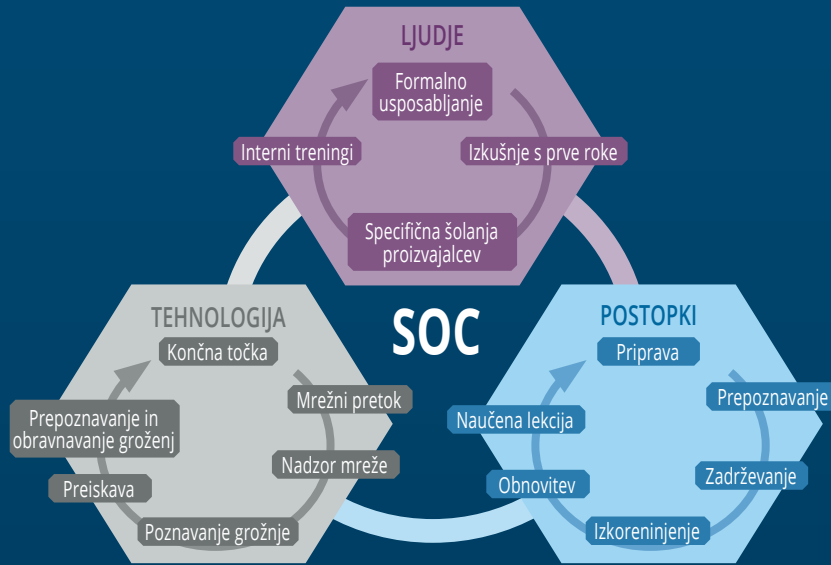 LJUDJE
Formalno
usposabljanje
Interni treningi
Izkušnje s prve roke
Specifična šolanja
proizvajalcev
SOC
TEHNOLOGIJA
Končna točka
Mrežni pretok
Prepoznavanje in
obravnavanje groženj
Nadzor mreže
Preiskava
Poznavanje grožnje
POSTOPKI
Priprava
Prepoznavanje
Naučena lekcija
Zadrževanje
Obnovitev
Izkoreninjenje